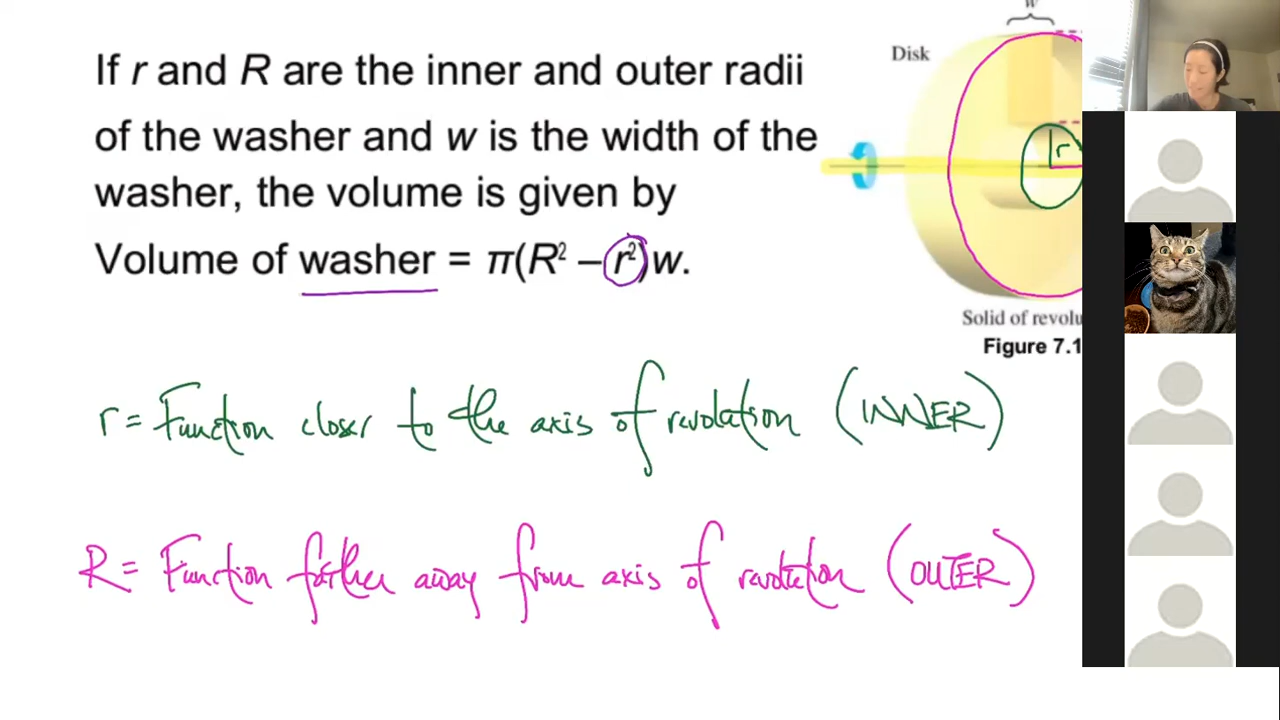 If r and R are the inner and outer radii
of the washer and w is the width of the
washer, the volume is given by
Volume of washer = π(R² – r²)w.
w
Disk
r
Solid of revolu
Figure 7.1
r = Function closer to the axis of revolution (INNER)
R = Function farther away from axis of revolution (OUTER)